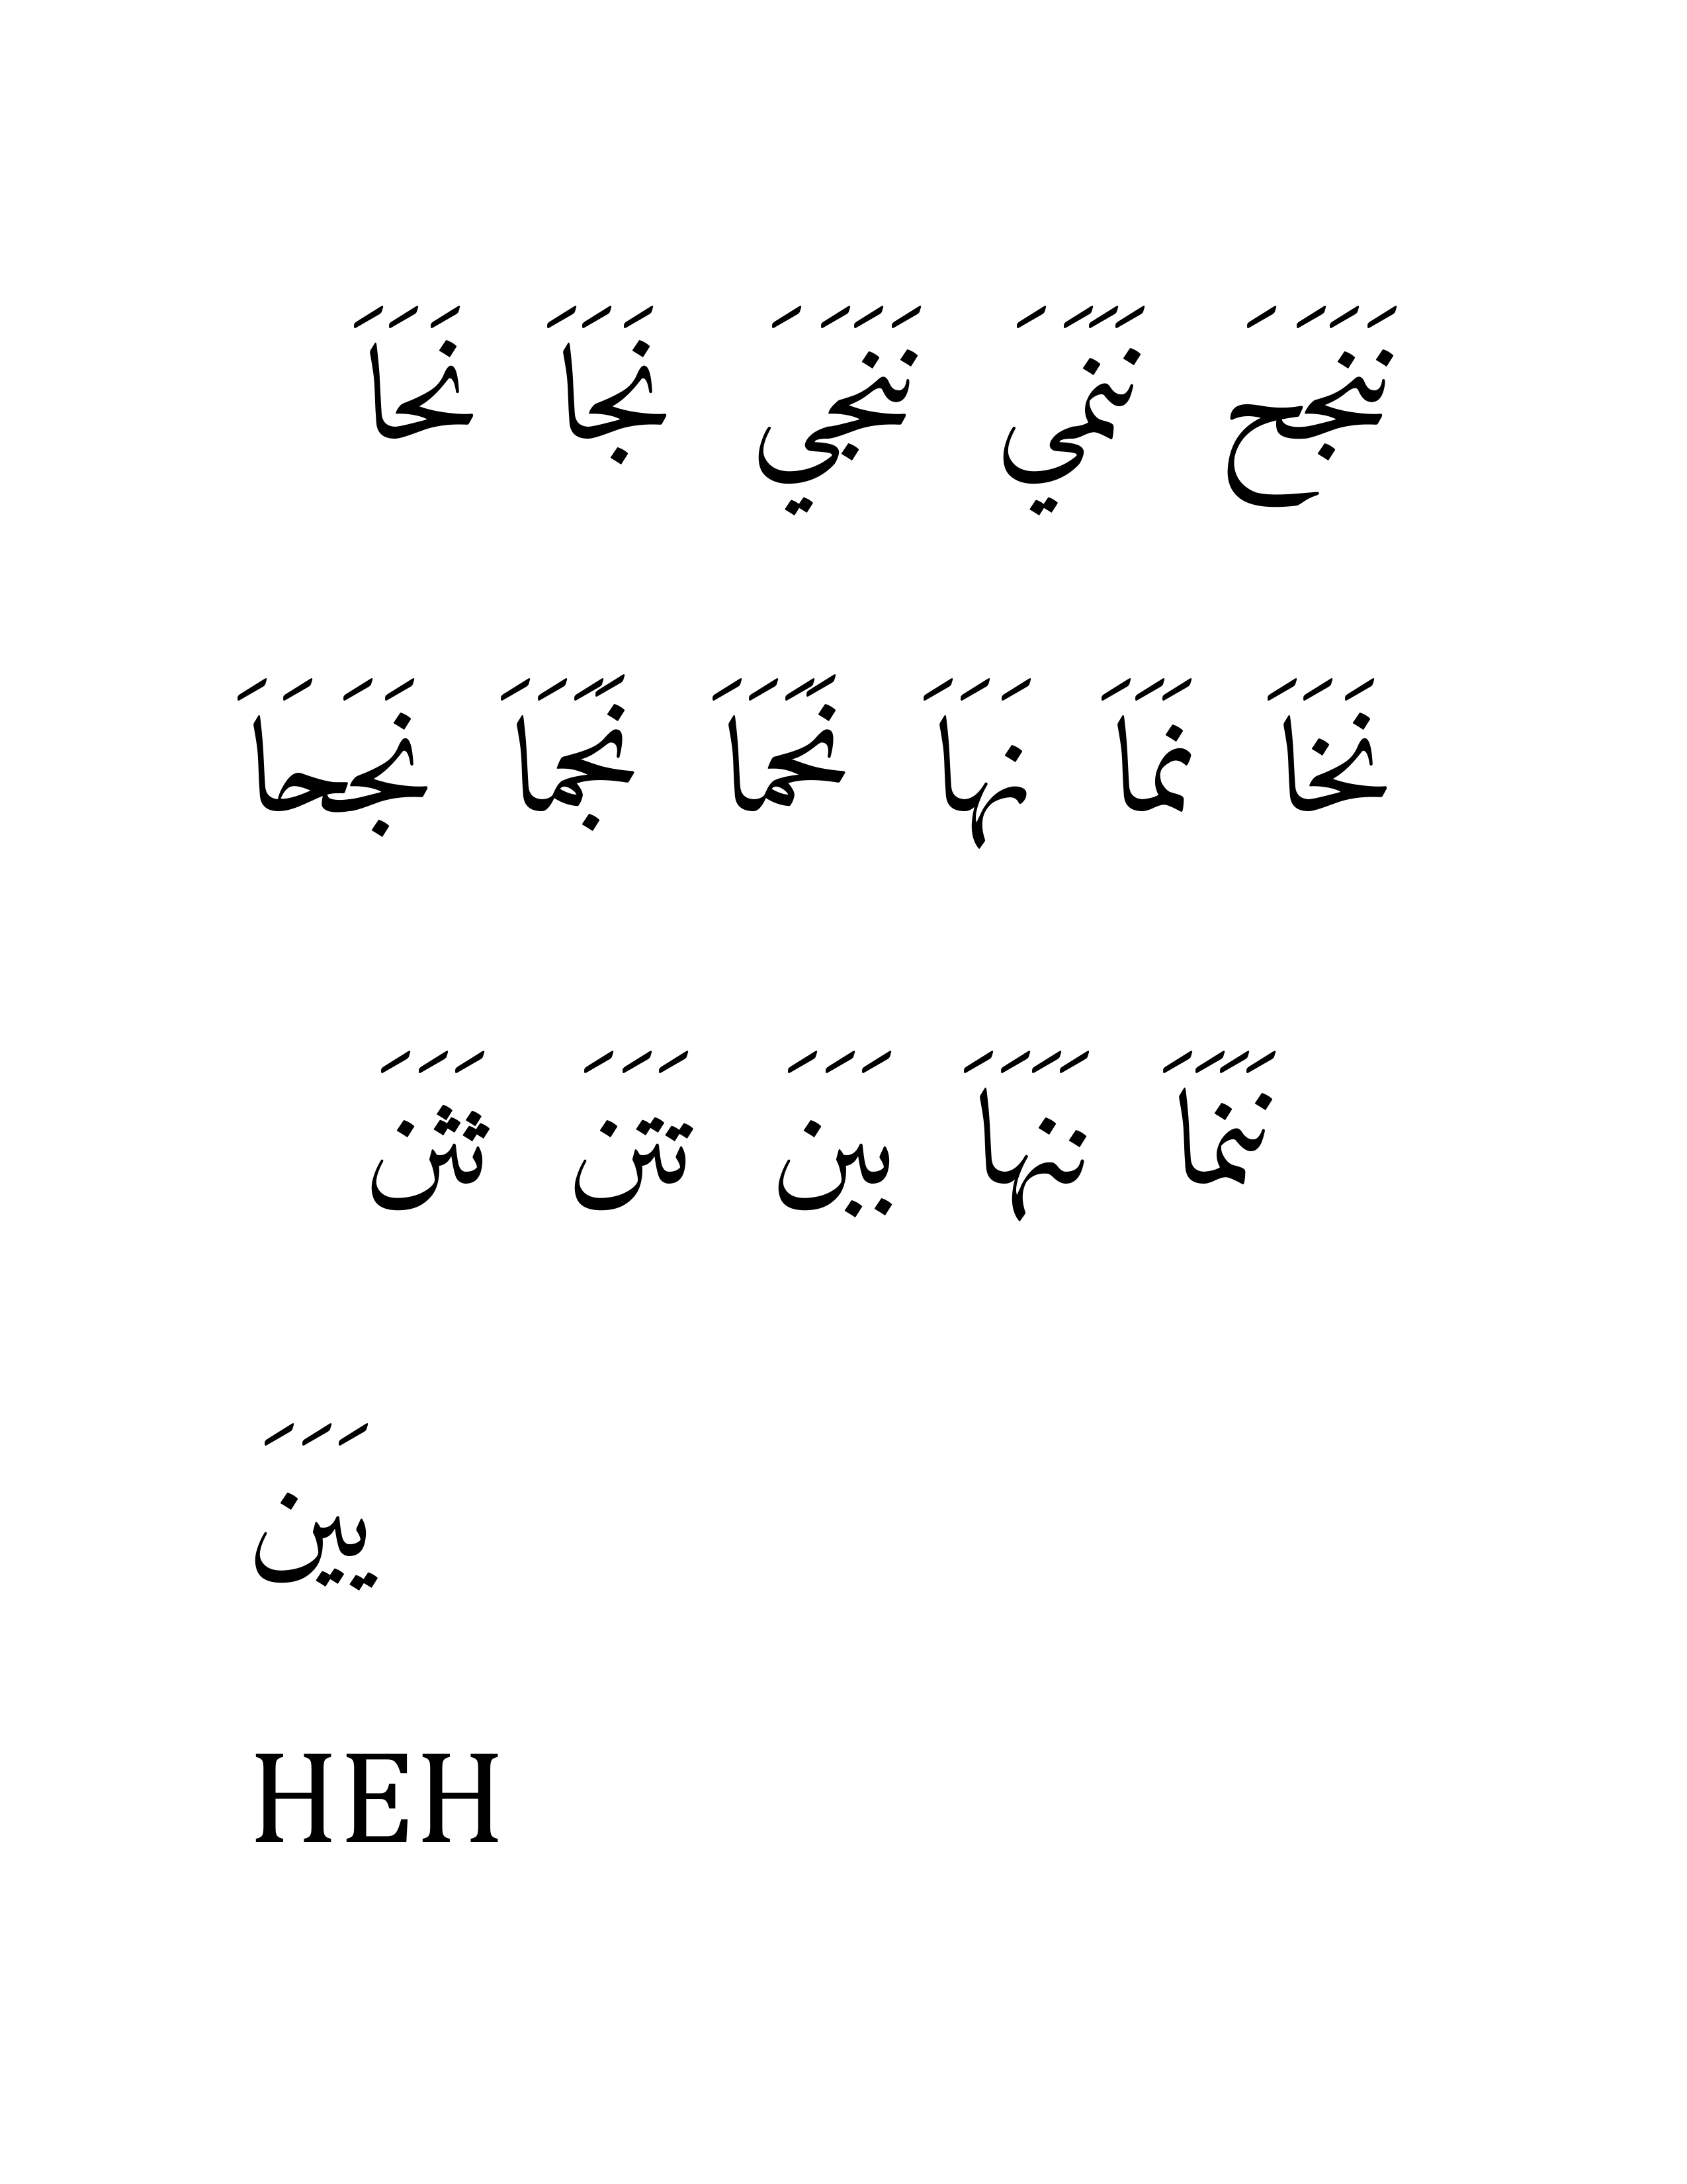 نَنَجَحَ نَنَمَيَ نَنَجَيَ نَجَاَ نَحَاَ
نَخَاَ نَمَاَ نَهَاَ نَحَمَاَ نَجَمَاَ نَجَحَاَ
نَنَمَاَ نَنَهَاَ بَبَنَ تَتَنَ ثَثَنَ
يَيَنَ
HEH